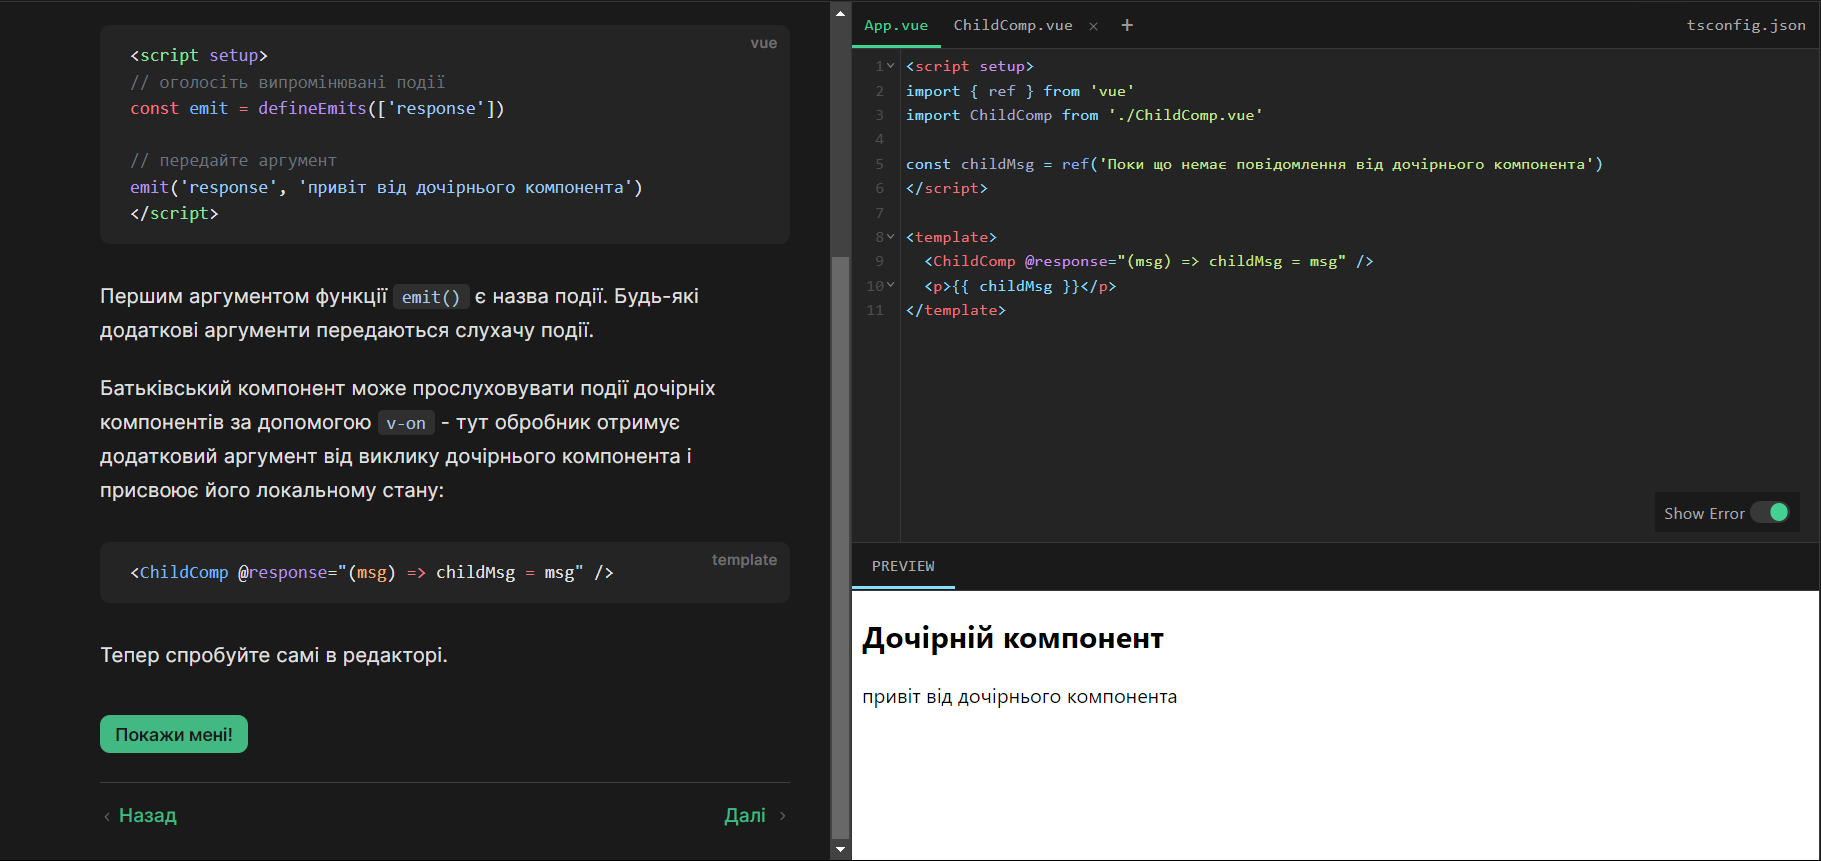 vue
<script setup>
// оголосіть випромінювані події
const emit = defineEmits(['response'])
// передайте аргумент
emit('response', 'привіт від дочірнього компонента')
</script>
Першим аргументом функції emit() є назва події. Будь-які
додаткові аргументи передаються слухачу події.
Батьківський компонент може прослуховувати події дочірніх
компонентів за допомогою v-on - тут обробник отримує
додатковий аргумент від виклику дочірнього компонента і
присвоює його локальному стану:
template
<ChildComp @response="(msg) => childMsg = msg" />
Тепер спробуйте самі в редакторі.
Покажи мені!
‹ Назад
Далі ›
App.vue ChildComp.vue × + tsconfig.json
1 <script setup>
2 import { ref } from 'vue'
3 import ChildComp from './ChildComp.vue'
4
5 const childMsg = ref('Поки що немає повідомлення від дочірнього компонента')
6 </script>
7
8 <template>
9 <ChildComp @response="(msg) => childMsg = msg" />
10 <p>{{ childMsg }}</p>
11 </template>
Show Error
PREVIEW
Дочірній компонент
привіт від дочірнього компонента